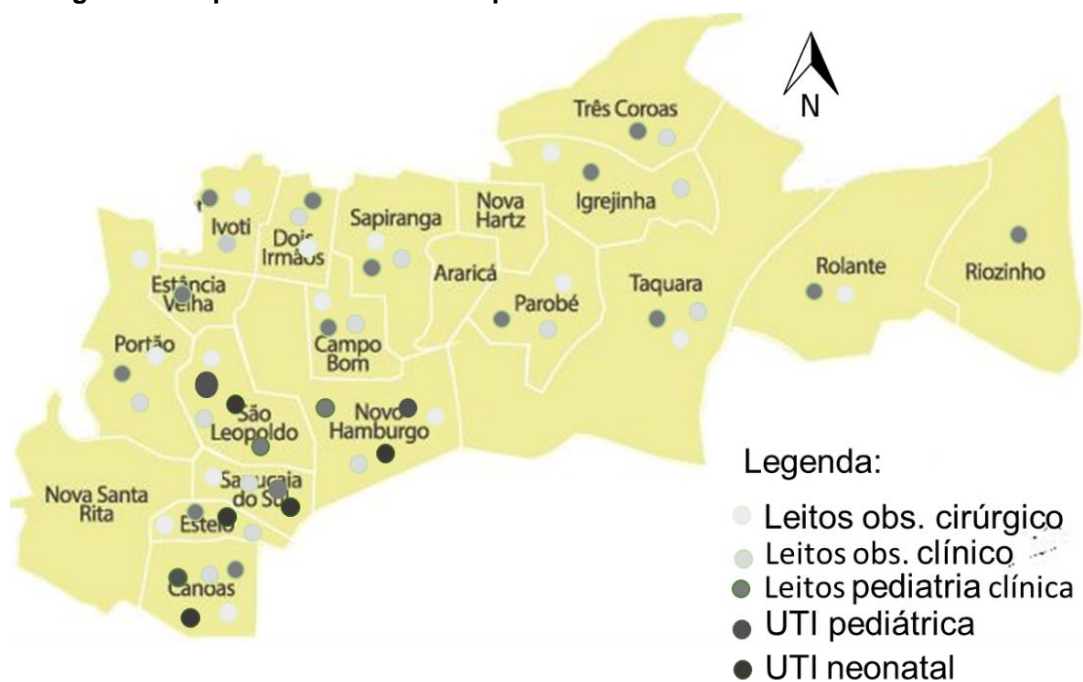 N
Três Coroas
Igrejinha
Nova
Hartz
Sapiranga
Ivoti
Dois
Irmãos
Araricá
Parobé
Taquara
Rolante
Riozinho
Estância
Velha
Portão
Campo
Bom
São
Leopoldo
Novo
Hamburgo
Nova Santa
Rita
Sapucaia
do Sul
Esteio
Canoas
Legenda:
Leitos obs. cirúrgico
Leitos obs. clínico
Leitos pediatria clínica
UTI pediátrica
UTI neonatal